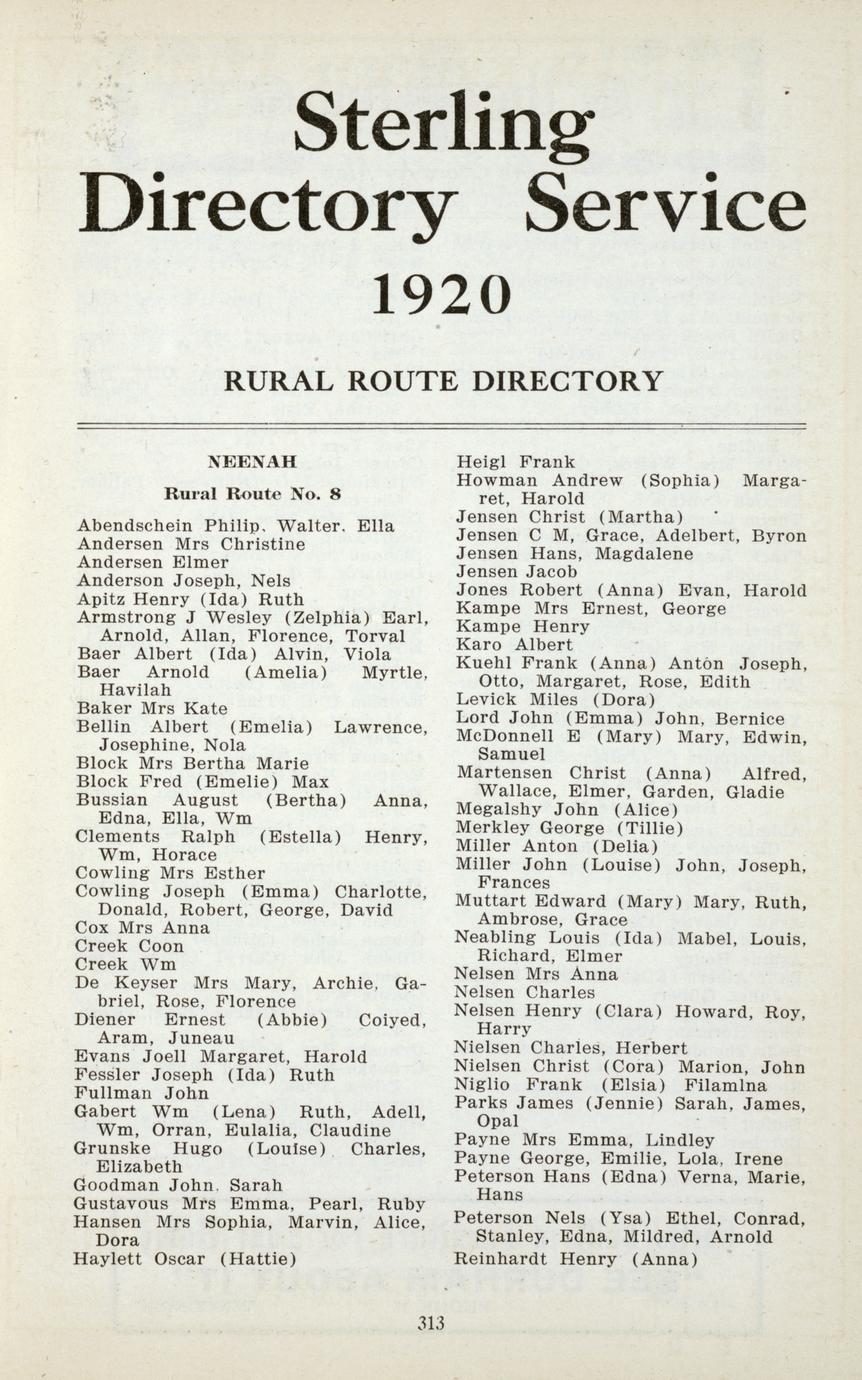 Sterling
Directory Service
1920
RURAL ROUTE DIRECTORY
NEENAH
Rural Route No. 8
Abendschein Philip, Walter, Ella
Andersen Mrs Christine
Andersen Elmer
Anderson Joseph, Nels
Apitz Henry (Ida) Ruth
Armstrong J Wesley (Zelphia) Earl,
Arnold, Allan, Florence, Torval
Baer Albert (Ida) Alvin, Viola
Baer Arnold (Amelia) Myrtle,
Havilah
Baker Mrs Kate
Bellin Albert (Emelia) Lawrence,
Josephine, Nola
Block Mrs Bertha Marie
Block Fred (Emelie) Max
Bussian August (Bertha) Anna,
Edna, Ella, Wm
Clements Ralph (Estella) Henry,
Wm, Horace
Cowling Mrs Esther
Cowling Joseph (Emma) Charlotte,
Donald, Robert, George, David
Cox Mrs Anna
Creek Coon
Creek Wm
De Keyser Mrs Mary, Archie, Ga-
briel, Rose, Florence
Diener Ernest (Abbie) Coiyed,
Aram, Juneau
Evans Joell Margaret, Harold
Fessler Joseph (Ida) Ruth
Fullman John
Gabert Wm (Lena) Ruth, Adell,
Wm, Orran, Eulalia, Claudine
Grunske Hugo (Louise) Charles,
Elizabeth
Goodman John. Sarah
Gustavous Mrs Emma, Pearl, Ruby
Hansen Mrs Sophia, Marvin, Alice,
Dora
Haylett Oscar (Hattie)
Heigl Frank
Howman Andrew (Sophia) Marga-
ret, Harold
Jensen Christ (Martha)
Jensen C M, Grace, Adelbert, Byron
Jensen Hans, Magdalene
Jensen Jacob
Jones Robert (Anna) Evan, Harold
Kampe Mrs Ernest, George
Kampe Henry
Karo Albert
Kuehl Frank (Anna) Anton Joseph,
Otto, Margaret, Rose, Edith
Levick Miles (Dora)
Lord John (Emma) John, Bernice
McDonnell E (Mary) Mary, Edwin,
Samuel
Martensen Christ (Anna) Alfred,
Wallace, Elmer, Garden, Gladie
Megalshy John (Alice)
Merkley George (Tillie)
Miller Anton (Delia)
Miller John (Louise) John, Joseph,
Frances
Muttart Edward (Mary) Mary, Ruth,
Ambrose, Grace
Neabling Louis (Ida) Mabel, Louis,
Richard, Elmer
Nelsen Mrs Anna
Nelsen Charles
Nelsen Henry (Clara) Howard, Roy,
Harry
Nielsen Charles, Herbert
Nielsen Christ (Cora) Marion, John
Niglio Frank (Elsia) Filamlna
Parks James (Jennie) Sarah, James,
Opal
Payne Mrs Emma, Lindley
Payne George, Emilie, Lola, Irene
Peterson Hans (Edna) Verna, Marie,
Hans
Peterson Nels (Ysa) Ethel, Conrad,
Stanley, Edna, Mildred, Arnold
Reinhardt Henry (Anna)
313